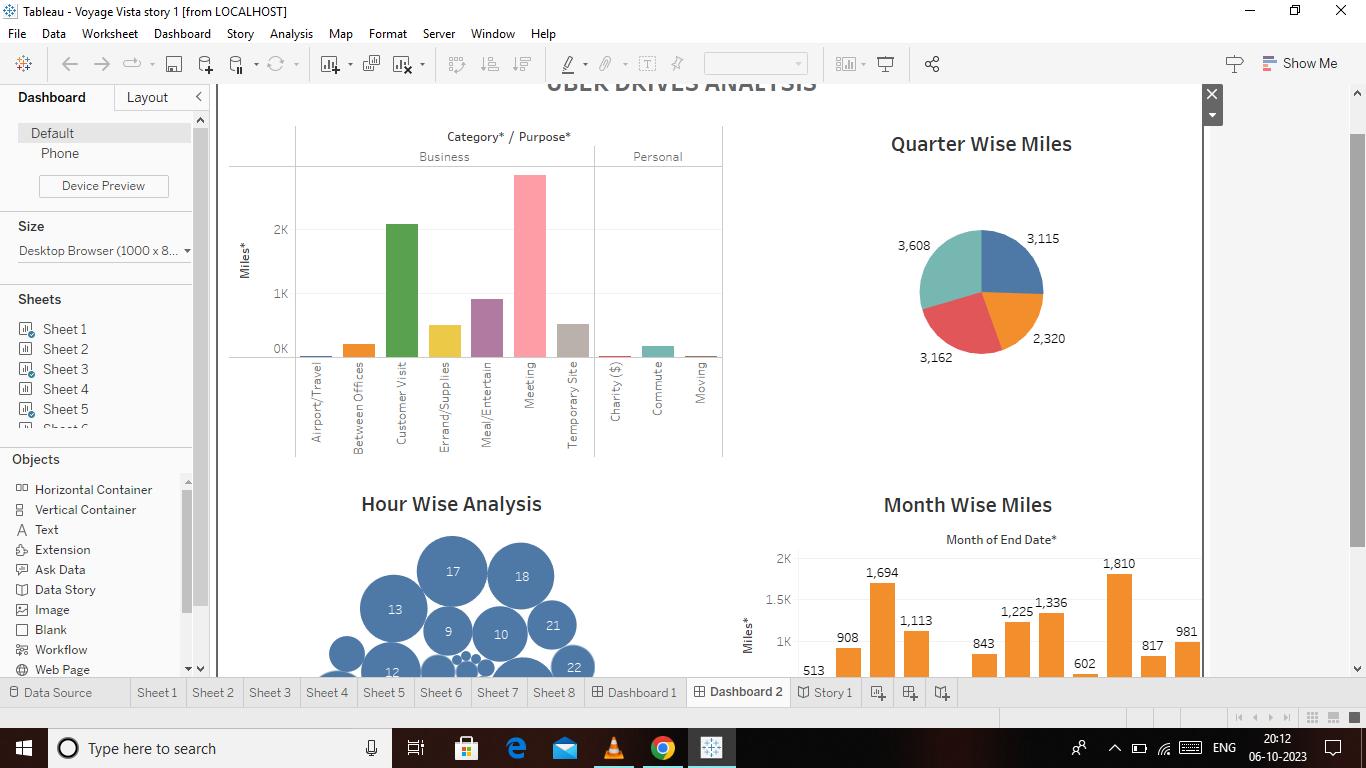 Tableau - Voyage Vista story 1 [from LOCALHOST]
File Data Worksheet Dashboard Story Analysis Map Format Server Window Help
Show Me
Dashboard Layout
Default
Phone
Device Preview
Size
Desktop Browser (1000 x 8...
Sheets
Sheet 1
Sheet 2
Sheet 3
Sheet 4
Sheet 5
Sheet 6
Objects
Horizontal Container
Vertical Container
Text
Extension
Ask Data
Data Story
Image
Blank
Workflow
Web Page
UBER DRIVES ANALYSIS
Category* / Purpose*
Business Personal
Miles*
2K
1K
0K
Airport/Travel
Between Offices
Customer Visit
Errand/Supplies
Meal/Entertain
Meeting
Temporary Site
Charity ($)
Commute
Moving
Quarter Wise Miles
3,608 3,115
2,320
3,162
Hour Wise Analysis
17 18
13
9 10 21
12 22
Month Wise Miles
Month of End Date*
Miles*
2K
1.5K
1K
513 908 1,694 1,113 843 1,225 1,336 602 1,810 817 981
Data Source Sheet 1 Sheet 2 Sheet 3 Sheet 4 Sheet 5 Sheet 6 Sheet 7 Sheet 8 Dashboard 1 Dashboard 2 Story 1
Type here to search
ENG
20:12
06-10-2023